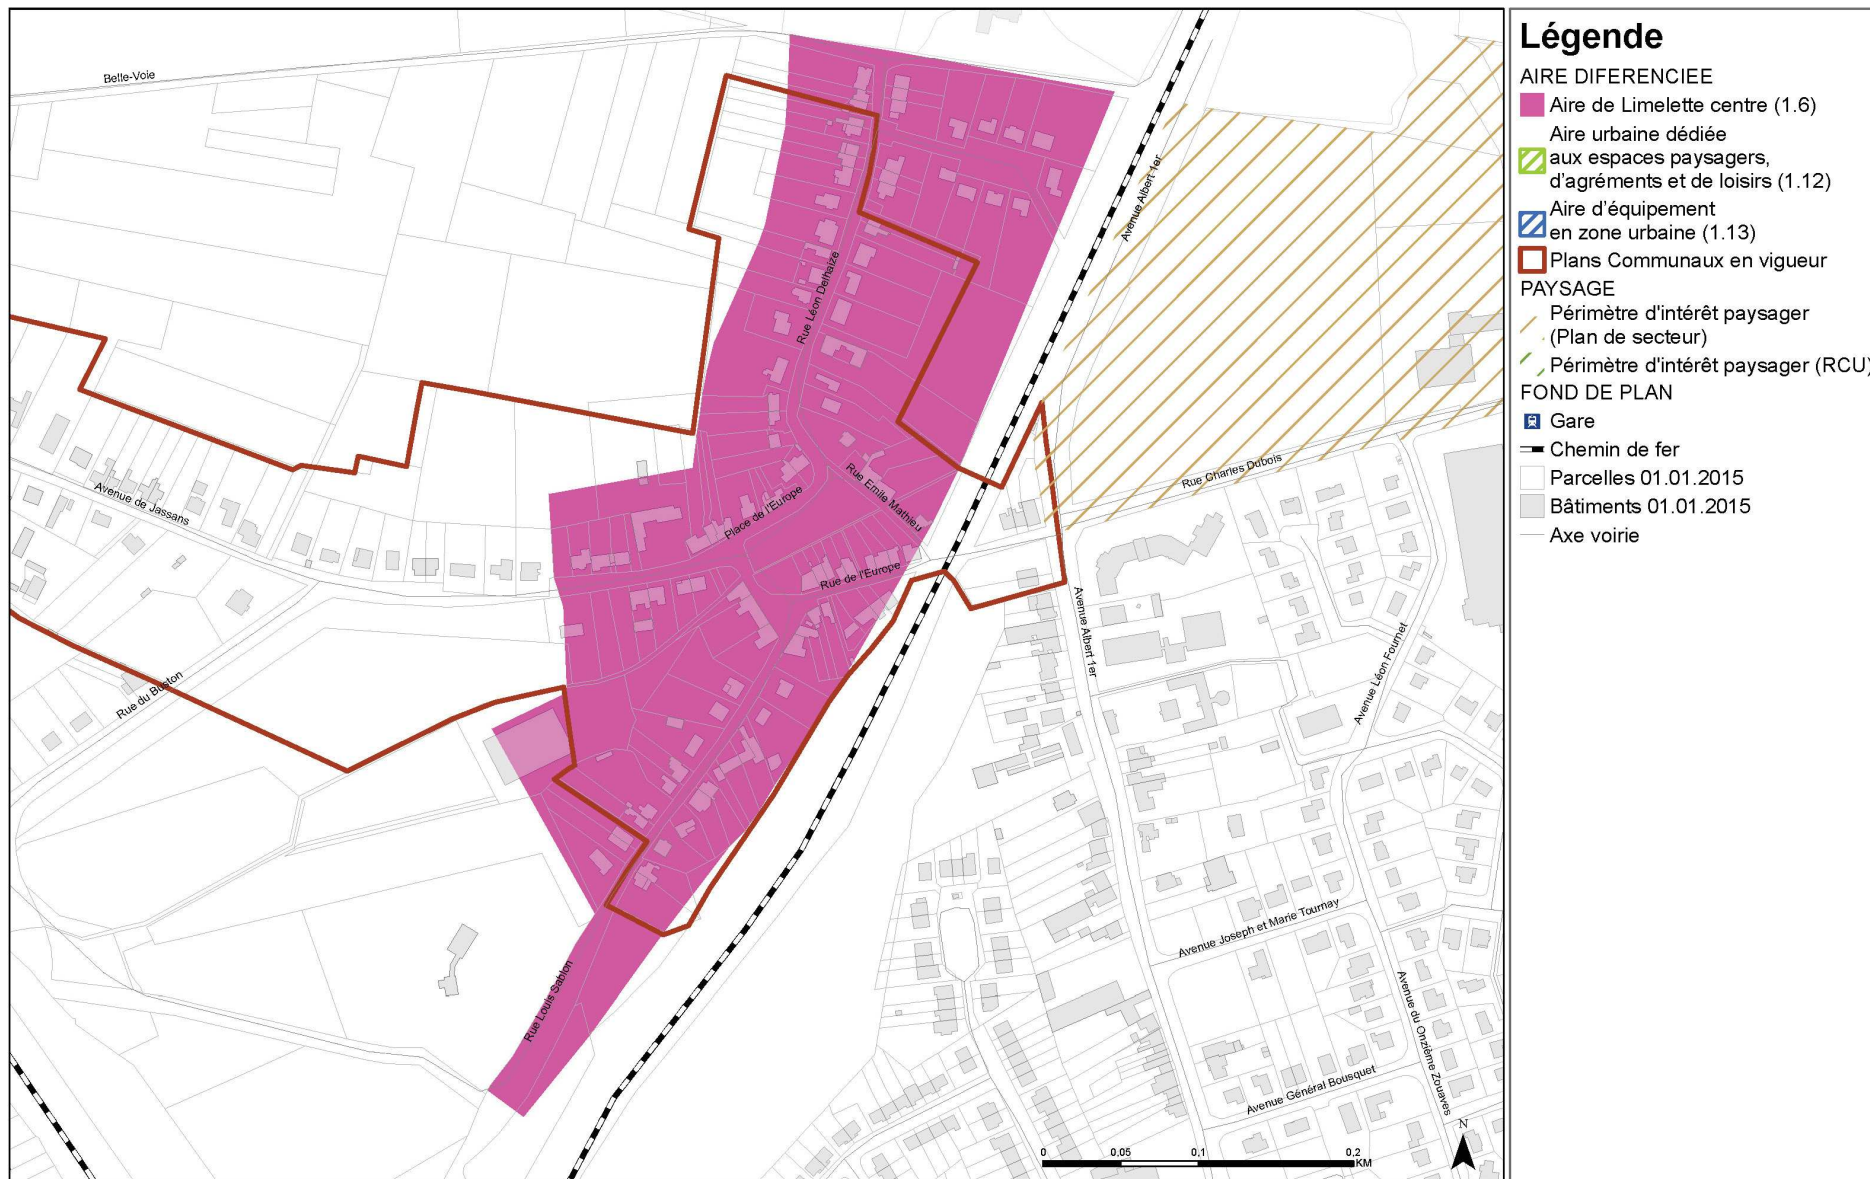 Belle-Voie
Avenue Albert 1er
Rue Léon Delhaize
Rue Charles Dubois
Rue Emile Mathieu
Avenue de Jassans
Place de l'Europe
Rue de l'Europe
Avenue Albert 1er
Avenue Léon Fournet
Rue du Buston
Avenue Joseph et Marie Tournay
Rue Louis Sablon
Avenue du Onzième Zouaves
Avenue Général Bousquet
0 0,05 0,1 0,2
KM
N
Légende
AIRE DIFERENCIEE
Aire de Limelette centre (1.6)
Aire urbaine dédiée
aux espaces paysagers,
d'agréments et de loisirs (1.12)
Aire d'équipement
en zone urbaine (1.13)
Plans Communaux en vigueur
PAYSAGE
Périmètre d'intérêt paysager
(Plan de secteur)
Périmètre d'intérêt paysager (RCU)
FOND DE PLAN
Gare
Chemin de fer
Parcelles 01.01.2015
Bâtiments 01.01.2015
Axe voirie